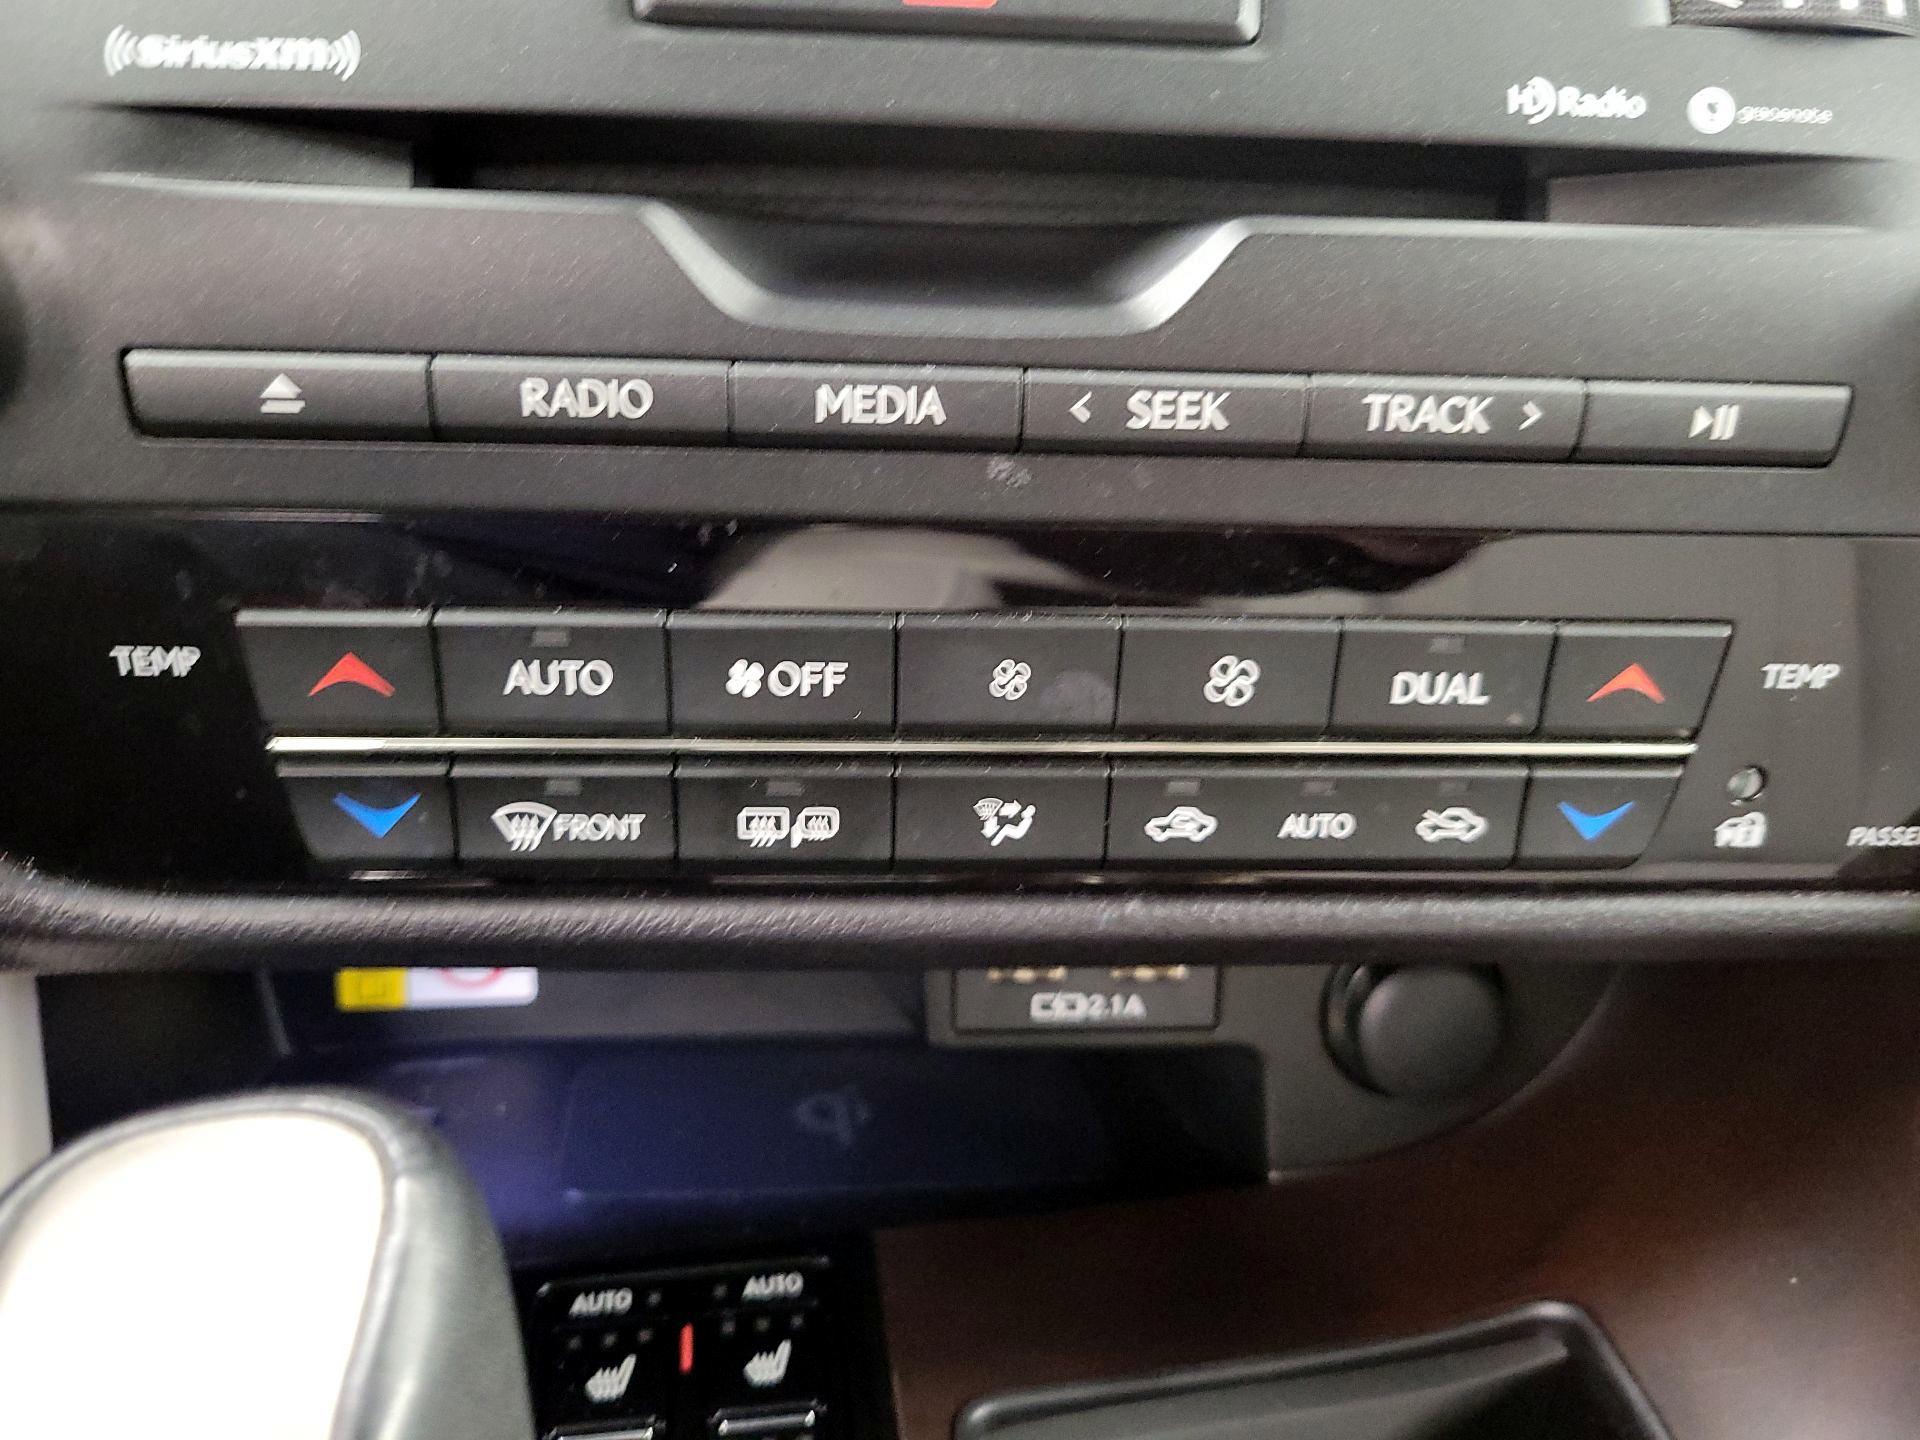 SiriusXM
HD Radio gracenote
RADIO MEDIA < SEEK TRACK >
TEMP AUTO OFF DUAL TEMP
FRONT AUTO
2.1A
AUTO AUTO